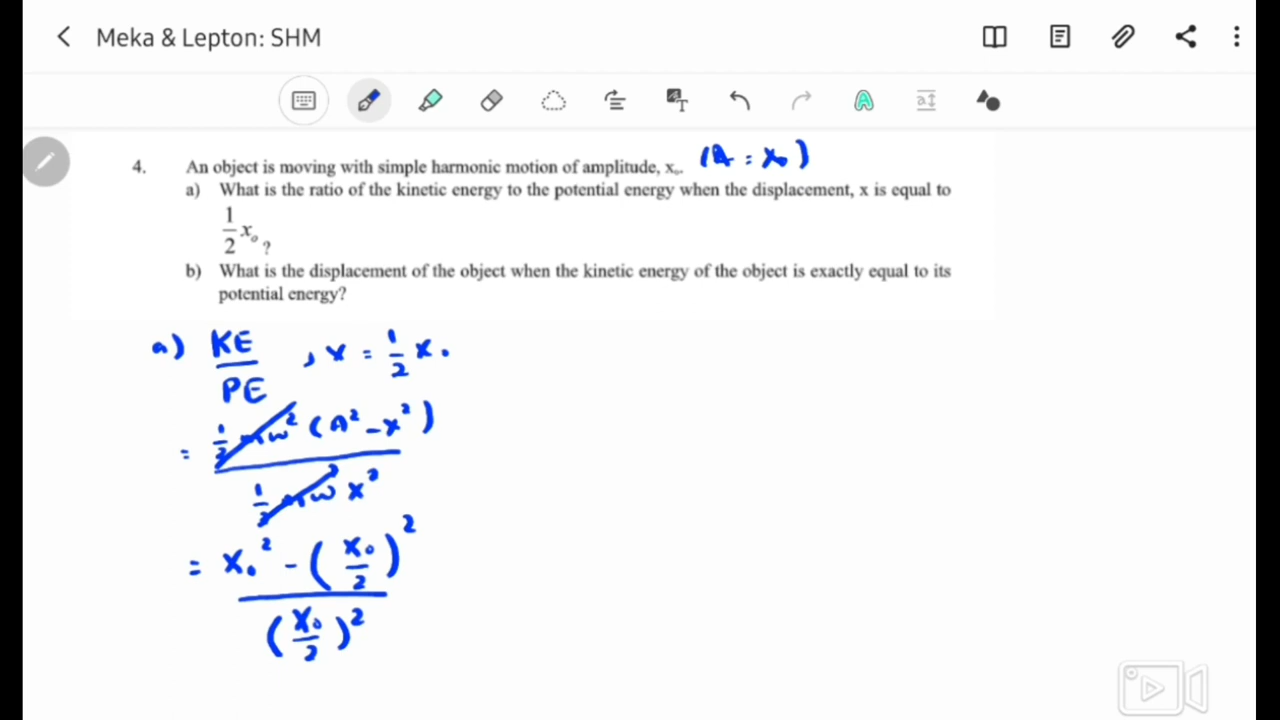 Meka & Lepton: SHM
4. An object is moving with simple harmonic motion of amplitude, xₒ. (A = x₀)
a) What is the ratio of the kinetic energy to the potential energy when the displacement, x is equal to
1/2 xₒ ?
b) What is the displacement of the object when the kinetic energy of the object is exactly equal to its
potential energy?
a) KE/PE , x = 1/2 x₀
= 1/2 mω² (A² - x²) / 1/2 mω² x²
= x₀² - (x₀/2)² / (x₀/2)²